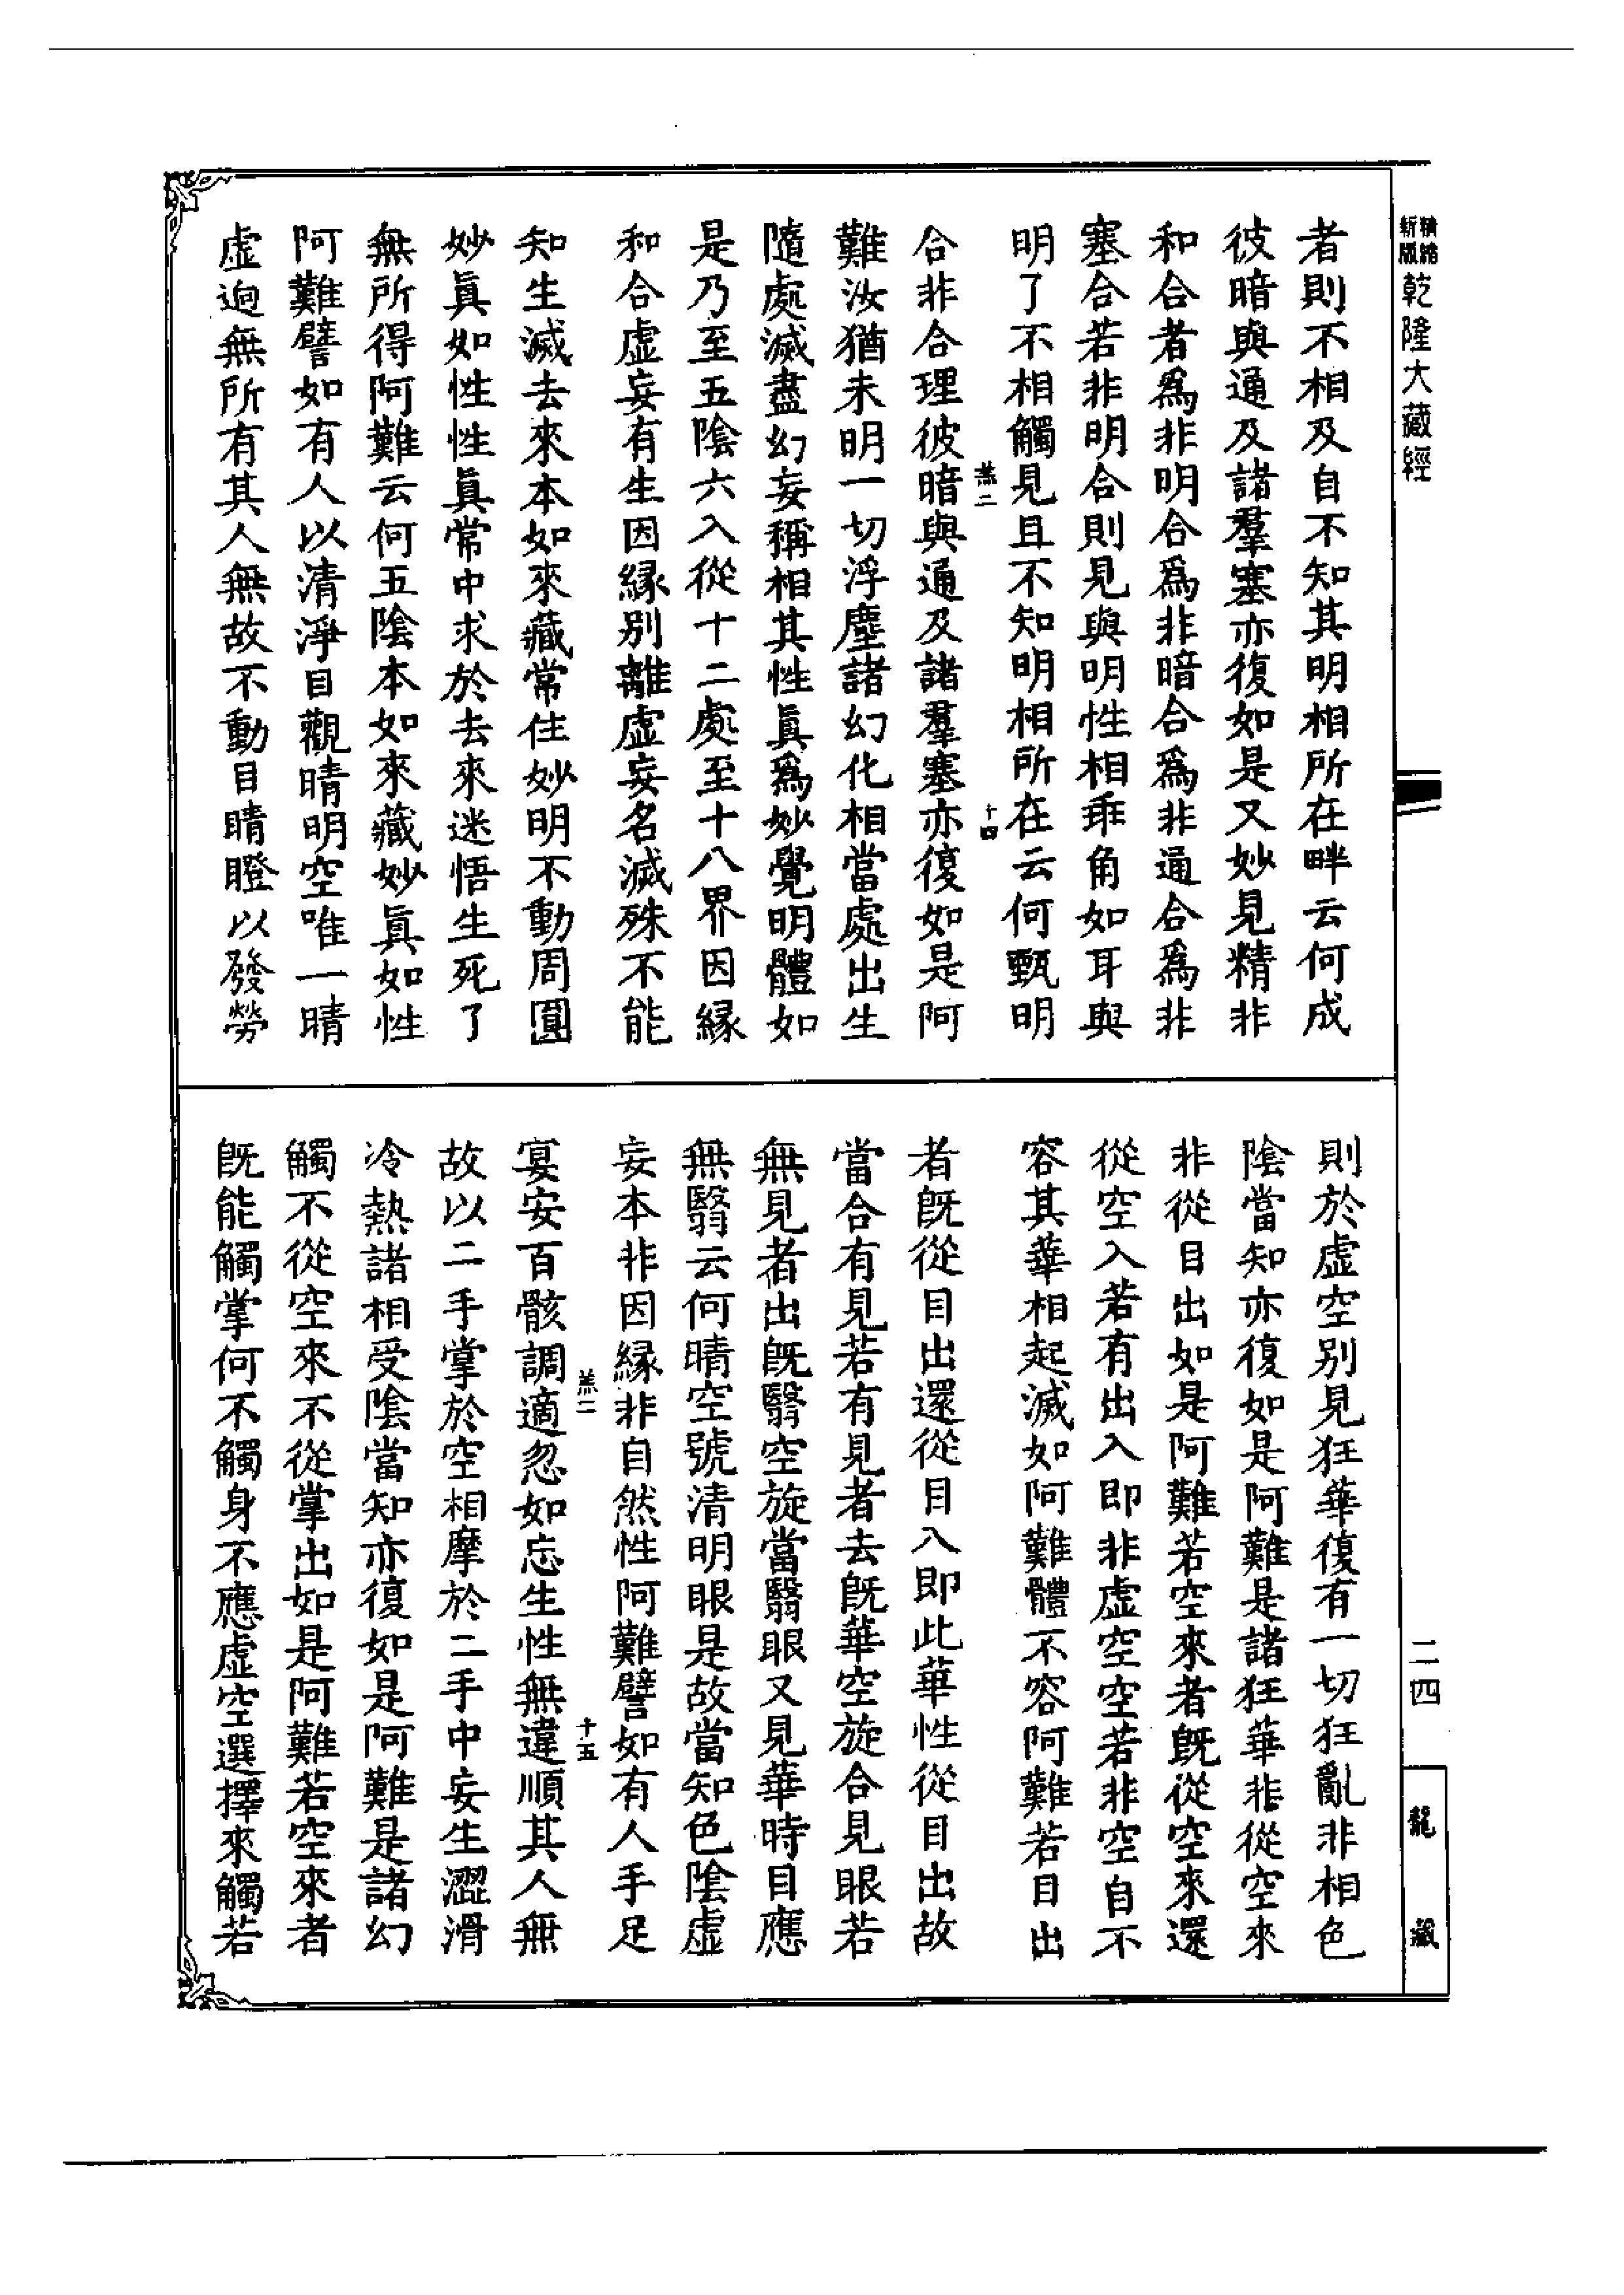 精縮新版乾隆大藏經
者則不相及自不知其明相所在畔云何成
彼暗與通及諸羣塞亦復如是又妙見精非
和合者爲非明合爲非暗合爲非通合爲非
塞合若非明合則見與明性相乖角如耳與
明了不相觸見且不知明相所在云何甄明
羔二
十四
合非合理彼暗與通及諸羣塞亦復如是阿
難汝猶未明一切浮塵諸幻化相當處出生
隨處滅盡幻妄稱相其性眞爲妙覺明體如
是乃至五陰六入從十二處至十八界因緣
和合虛妄有生因緣別離虛妄名滅殊不能
知生滅去來本如來藏常住妙明不動周圓
妙眞如性性眞常中求於去來迷悟生死了
無所得阿難云何五陰本如來藏妙眞如性
阿難譬如有人以清淨目觀晴明空唯一晴
虛迥無所有其人無故不動目睛瞪以發勞
則於虛空別見狂華復有一切狂亂非相色
陰當知亦復如是阿難是諸狂華非從空來
非從目出如是阿難若空來者旣從空來還
從空入若有出入即非虛空空若非空自不
容其華相起滅如阿難體不容阿難若目出
者旣從目出還從目入即此華性從目出故
當合有見若有見者去旣華空旋合見眼若
無見者出旣翳空旋當翳眼又見華時目應
無翳云何晴空號清明眼是故當知色陰虛
妄本非因緣非自然性阿難譬如有人手足
羔二
十五
宴安百骸調適忽如忘生性無違順其人無
故以二手掌於空相摩於二手中妄生澀滑
冷熱諸相受陰當知亦復如是阿難是諸幻
觸不從空來不從掌出如是阿難若空來者
旣能觸掌何不觸身不應虛空選擇來觸若
二四
龍藏